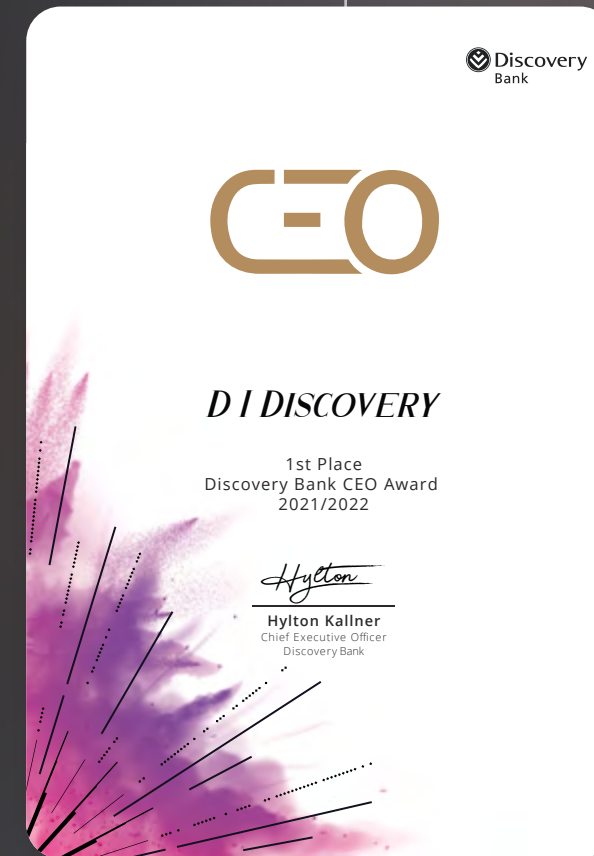 Discovery
Bank
CEO
D I DISCOVERY
1st Place
Discovery Bank CEO Award
2021/2022
Hylton
Hylton Kallner
Chief Executive Officer
Discovery Bank